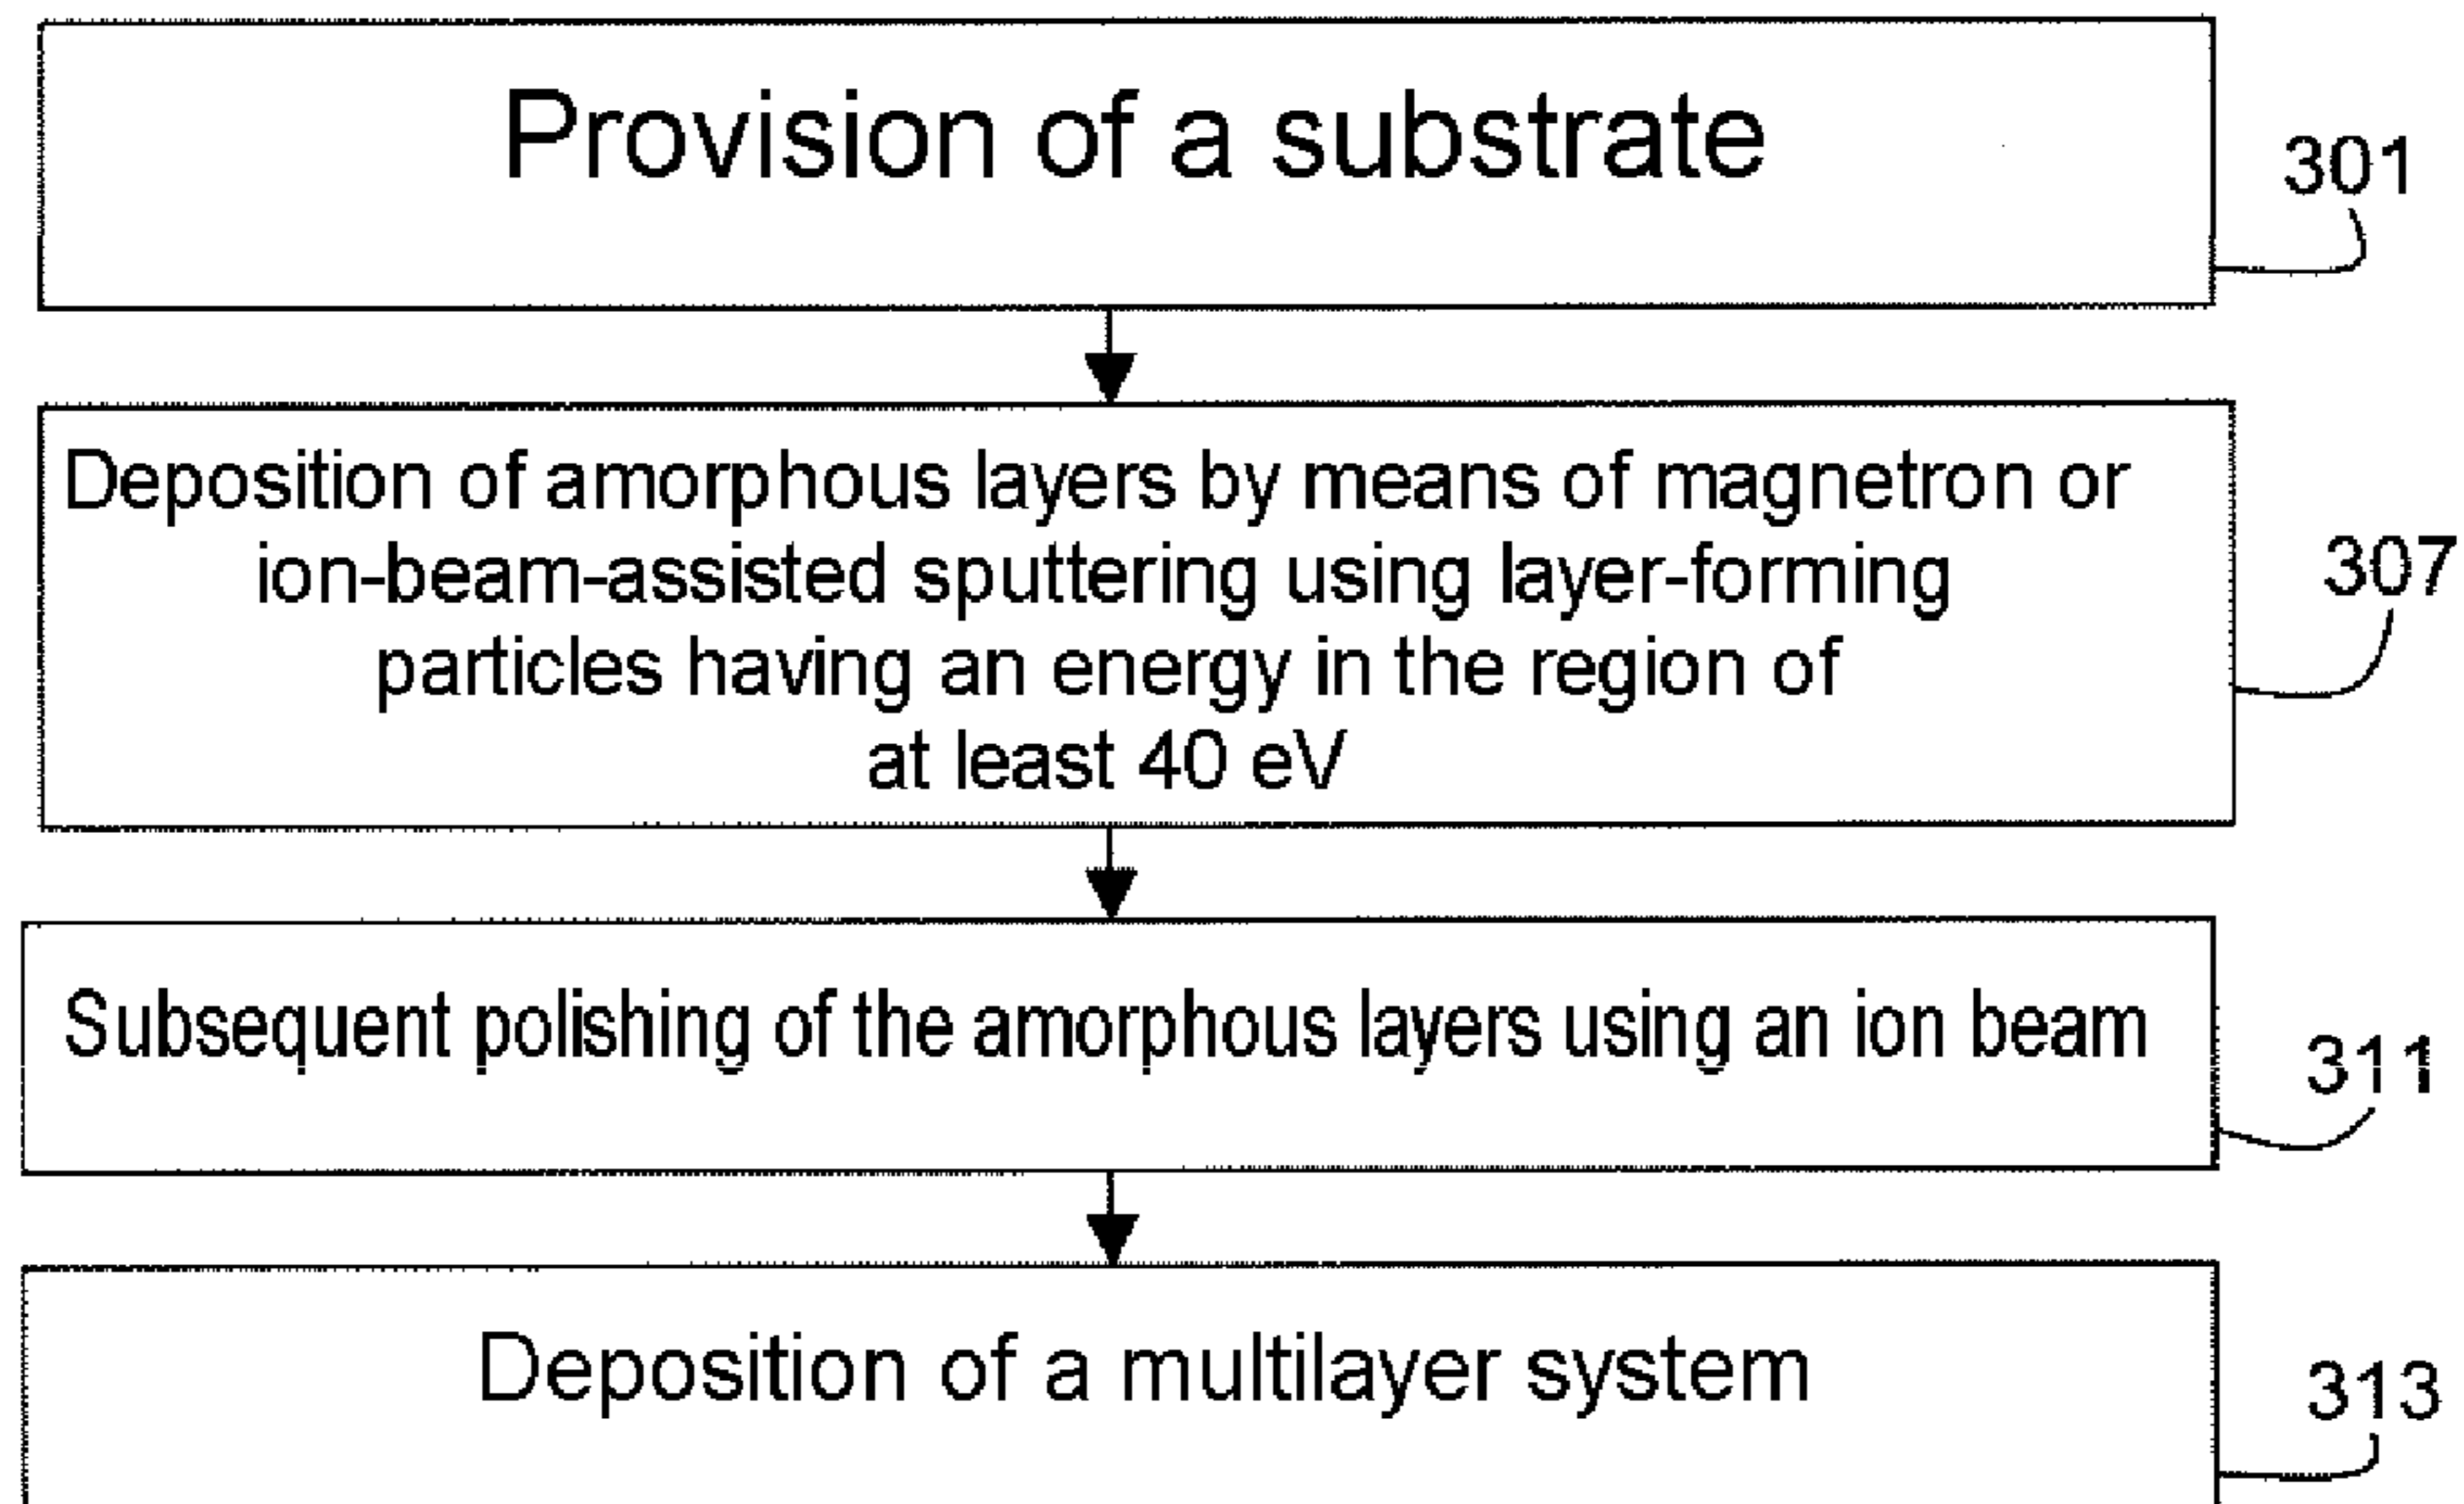 Provision of a substrate
301
Deposition of amorphous layers by means of magnetron or
ion-beam-assisted sputtering using layer-forming
particles having an energy in the region of
at least 40 eV
307
Subsequent polishing of the amorphous layers using an ion beam
311
Deposition of a multilayer system
313